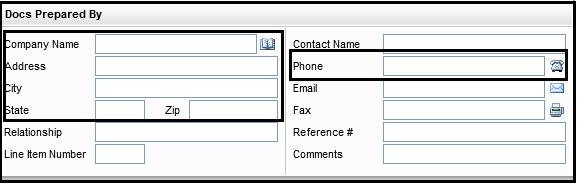 Docs Prepared By
Company Name
Address
City
State Zip
Relationship
Line Item Number
Contact Name
Phone
Email
Fax
Reference #
Comments